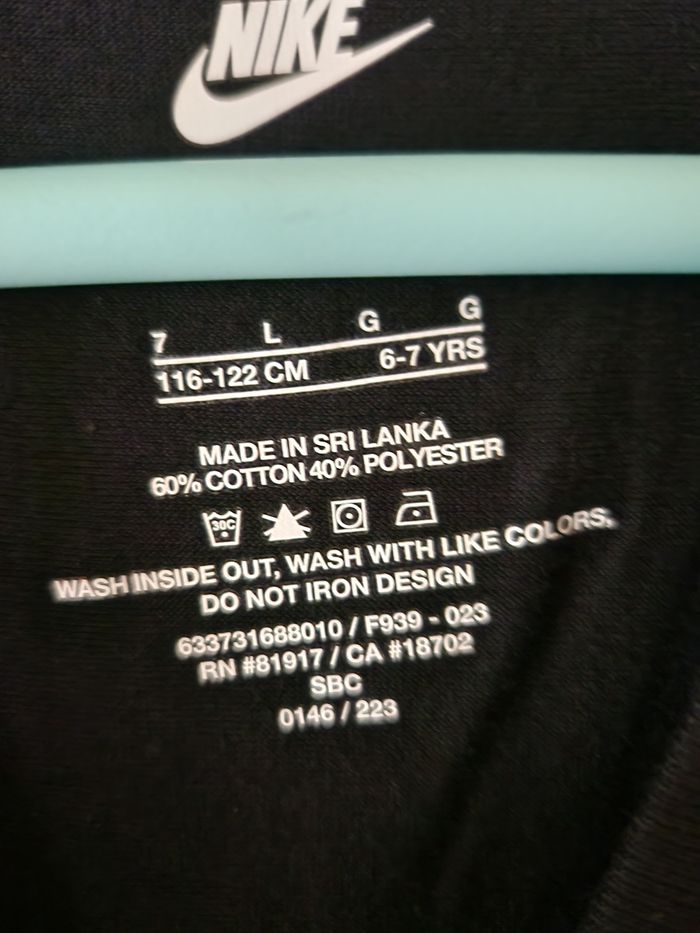 NIKE
7 L G G
116-122 CM 6-7 YRS
MADE IN SRI LANKA
60% COTTON 40% POLYESTER
30C
WASH INSIDE OUT, WASH WITH LIKE COLORS,
DO NOT IRON DESIGN
633731688010 / F939 - 023
RN #81917 / CA #18702
SBC
0146 / 223